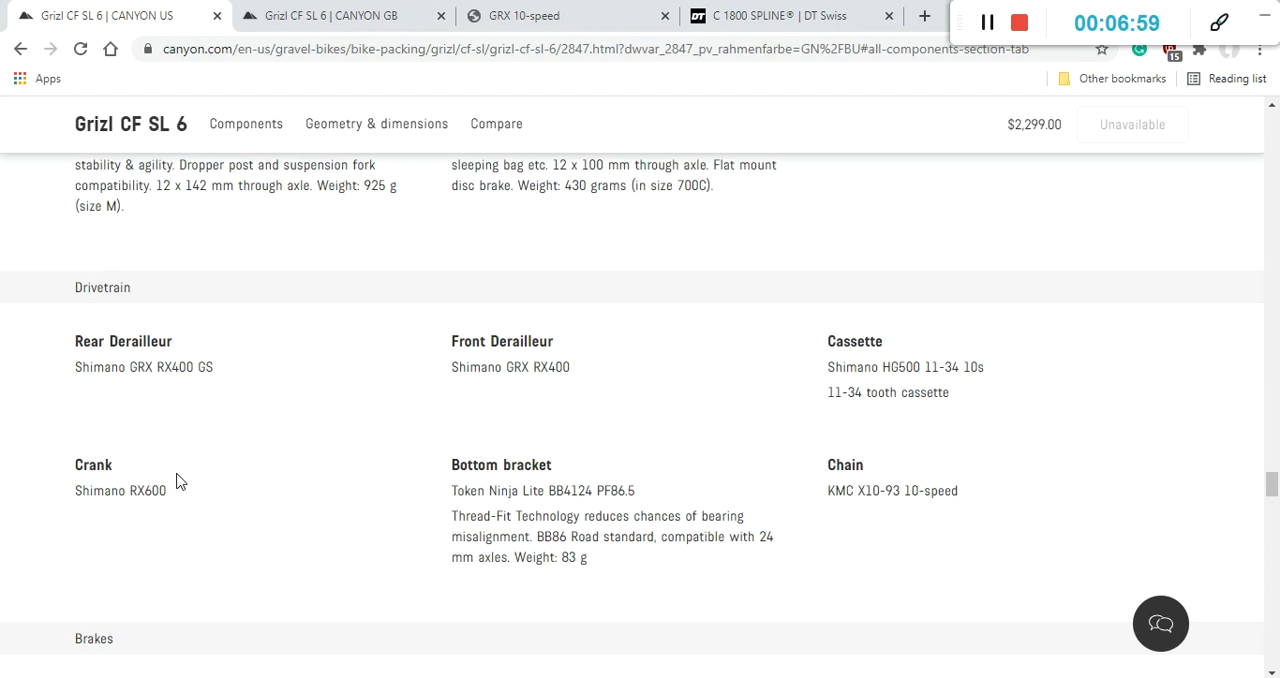 Grizl CF SL 6 | CANYON US
Grizl CF SL 6 | CANYON GB
GRX 10-speed
DT
C 1800 SPLINE® | DT Swiss
00:06:59
canyon.com/en-us/gravel-bikes/bike-packing/grizl/cf-sl/grizl-cf-sl-6/2847.html?dwvar_2847_pv_rahmenfarbe=GN%2FBU#all-components-section-tab
15
Apps
Other bookmarks
Reading list
Grizl CF SL 6
Components
Geometry & dimensions
Compare
$2,299.00
Unavailable
stability & agility. Dropper post and suspension fork
compatibility. 12 x 142 mm through axle. Weight: 925 g
(size M).
sleeping bag etc. 12 x 100 mm through axle. Flat mount
disc brake. Weight: 430 grams (in size 700C).
Drivetrain
Rear Derailleur
Shimano GRX RX400 GS
Front Derailleur
Shimano GRX RX400
Cassette
Shimano HG500 11-34 10s
11-34 tooth cassette
Crank
Shimano RX600
Bottom bracket
Token Ninja Lite BB4124 PF86.5
Thread-Fit Technology reduces chances of bearing
misalignment. BB86 Road standard, compatible with 24
mm axles. Weight: 83 g
Chain
KMC X10-93 10-speed
Brakes